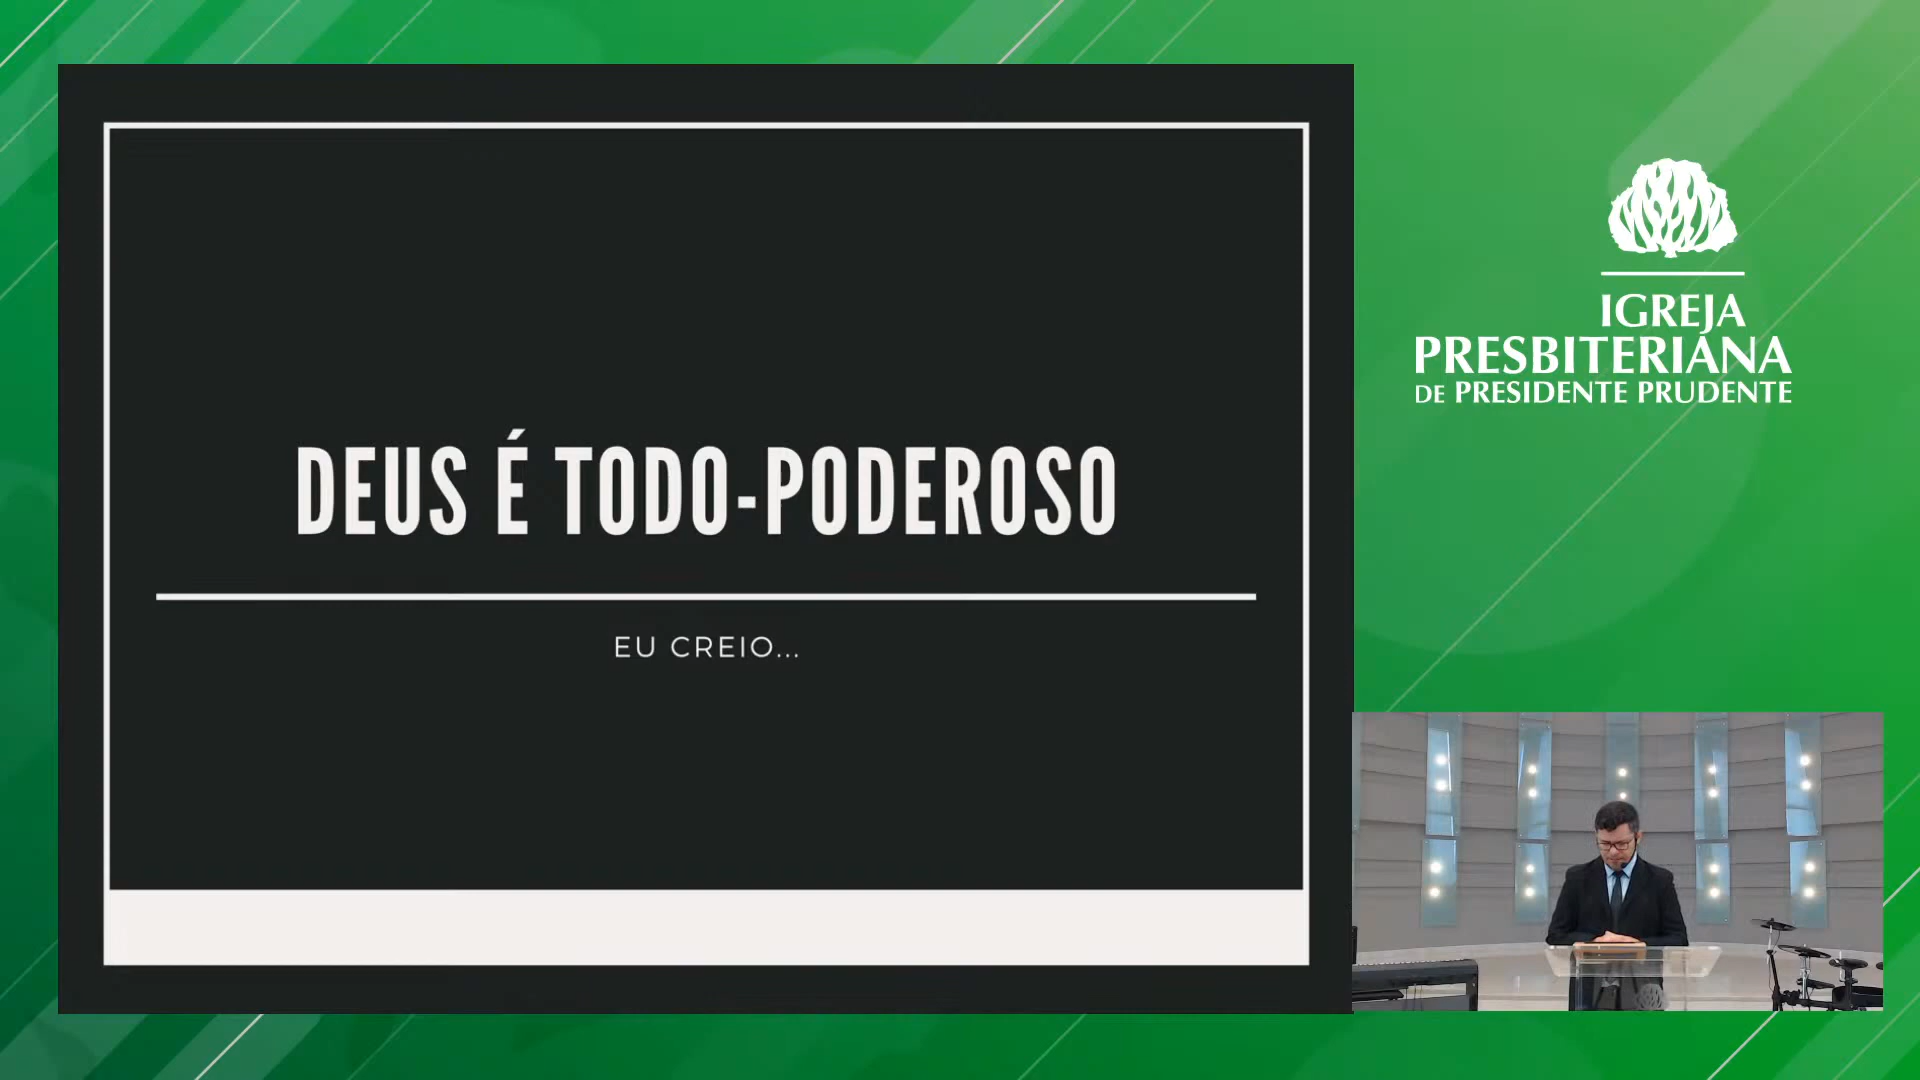 DEUS É TODO-PODEROSO
EU CREIO...
IGREJA
PRESBITERIANA
DE PRESIDENTE PRUDENTE